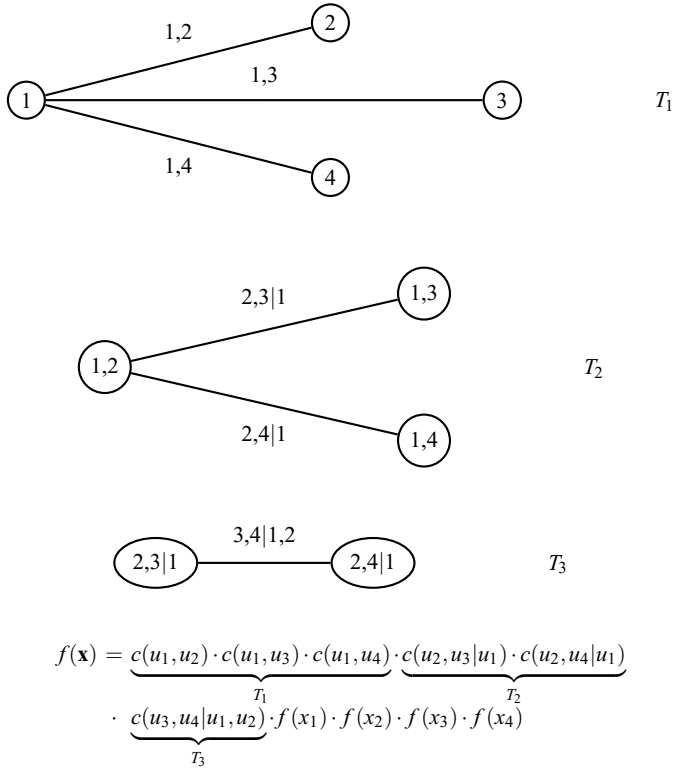 2
1,2
1,3
1
3
T₁
1,4
4
1,3
2,3|1
1,2
T₂
2,4|1
1,4
3,4|1,2
2,3|1
2,4|1
T₃
f(𝐱) = c(u₁,u₂)·c(u₁,u₃)·c(u₁,u₄)·c(u₂,u₃|u₁)·c(u₂,u₄|u₁)
T₁ T₂
· c(u₃,u₄|u₁,u₂)·f(x₁)·f(x₂)·f(x₃)·f(x₄)
T₃